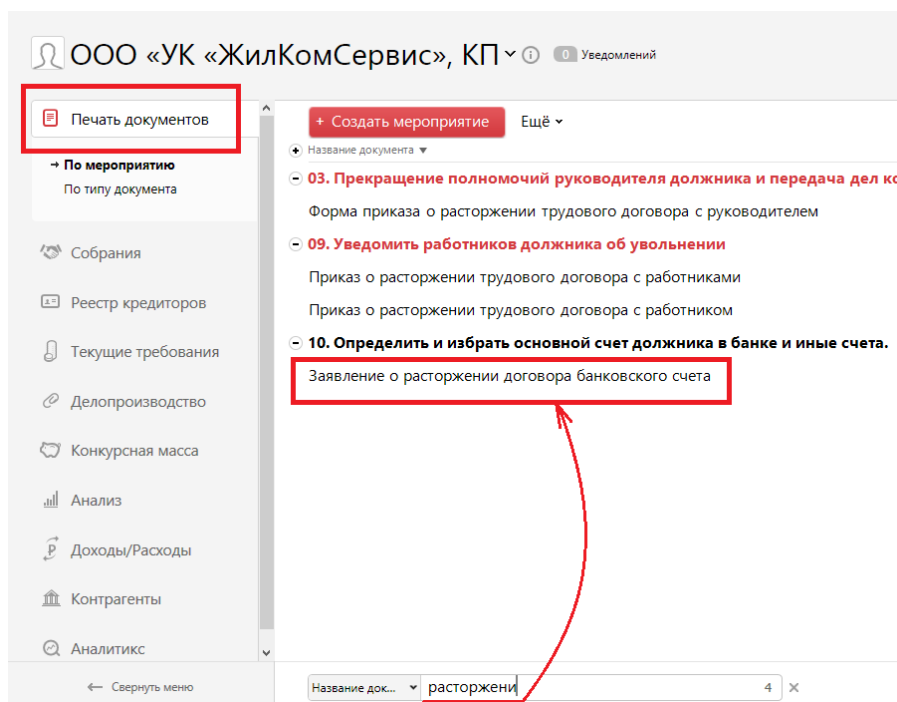 ООО «УК «ЖилКомСервис», КП
0 Уведомлений
Печать документов
→ По мероприятию
По типу документа
Собрания
Реестр кредиторов
Текущие требования
Делопроизводство
Конкурсная масса
Анализ
Доходы/Расходы
Контрагенты
Аналитикс
← Свернуть меню
+ Создать мероприятие Ещё
Название документа ▼
03. Прекращение полномочий руководителя должника и передача дел ко
Форма приказа о расторжении трудового договора с руководителем
09. Уведомить работников должника об увольнении
Приказ о расторжении трудового договора с работниками
Приказ о расторжении трудового договора с работником
10. Определить и избрать основной счет должника в банке и иные счета.
Заявление о расторжении договора банковского счета
Название док... расторжени 4 ×